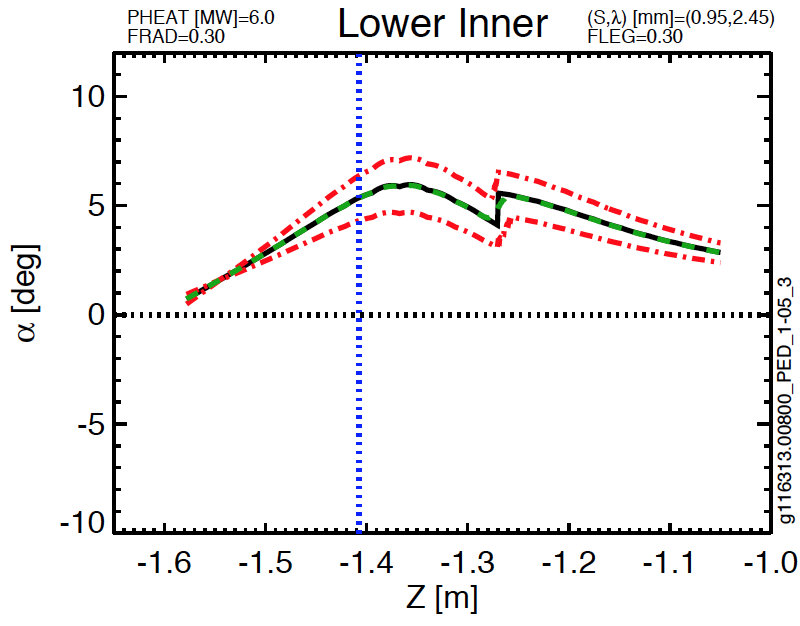 PHEAT [MW]=6.0
FRAD=0.30
Lower Inner
(S,λ) [mm]=(0.95,2.45)
FLEG=0.30
10
5
0
-5
-10
α [deg]
-1.6
-1.5
-1.4
-1.3
-1.2
-1.1
-1.0
Z [m]
g116313.00800_PED_1-05_3